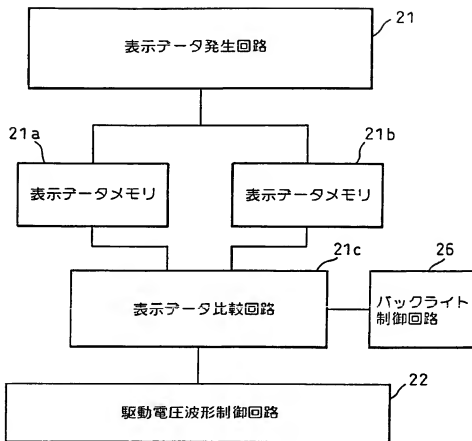 21
表示データ発生回路
21a
21b
表示データメモリ
表示データメモリ
21c
26
表示データ比較回路
バックライト
制御回路
22
駆動電圧波形制御回路